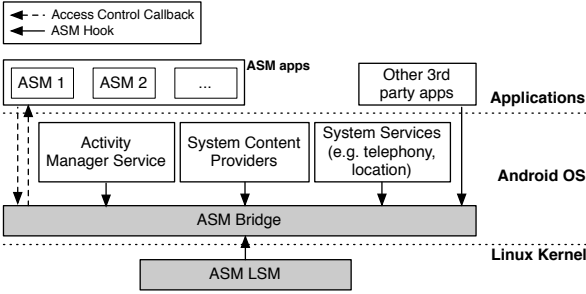 Access Control Callback
ASM Hook
ASM apps
ASM 1
ASM 2
...
Other 3rd
party apps
Applications
Activity
Manager Service
System Content
Providers
System Services
(e.g. telephony,
location)
Android OS
ASM Bridge
Linux Kernel
ASM LSM